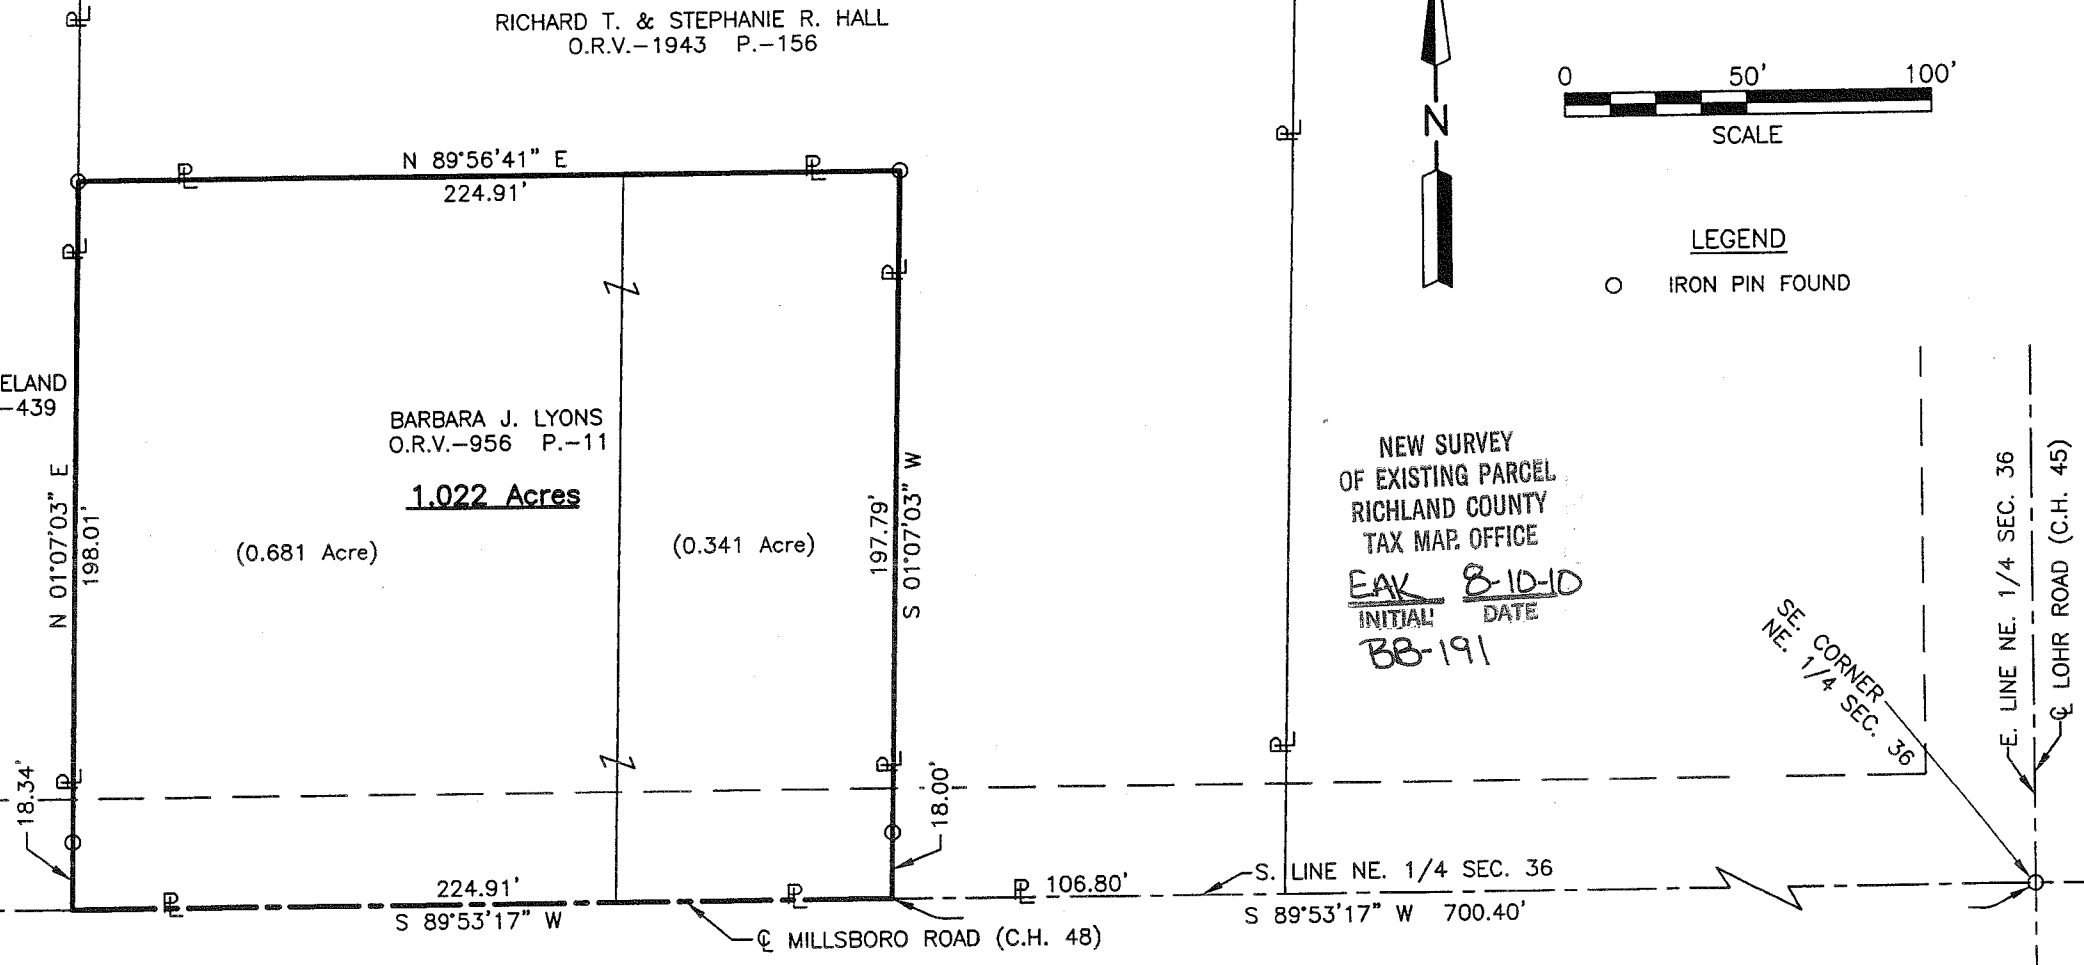 RICHARD T. & STEPHANIE R. HALL
O.R.V.-1943 P.-156
0 50' 100'
SCALE
N
LEGEND
IRON PIN FOUND
N 89°56'41" E
224.91'
ELAND
-439
BARBARA J. LYONS
O.R.V.-956 P.-11
1.022 Acres
(0.681 Acre)
(0.341 Acre)
N 01°07'03" E
198.01'
197.79'
S 01°07'03" W
18.34'
18.00'
NEW SURVEY
OF EXISTING PARCEL
RICHLAND COUNTY
TAX MAP. OFFICE
EAK 8-10-10
INITIAL DATE
BB-191
SE. CORNER
NE. 1/4 SEC. 36
E. LINE NE. 1/4 SEC. 36
℄ LOHR ROAD (C.H. 45)
224.91'
S 89°53'17" W
106.80'
S. LINE NE. 1/4 SEC. 36
S 89°53'17" W 700.40'
℄ MILLSBORO ROAD (C.H. 48)